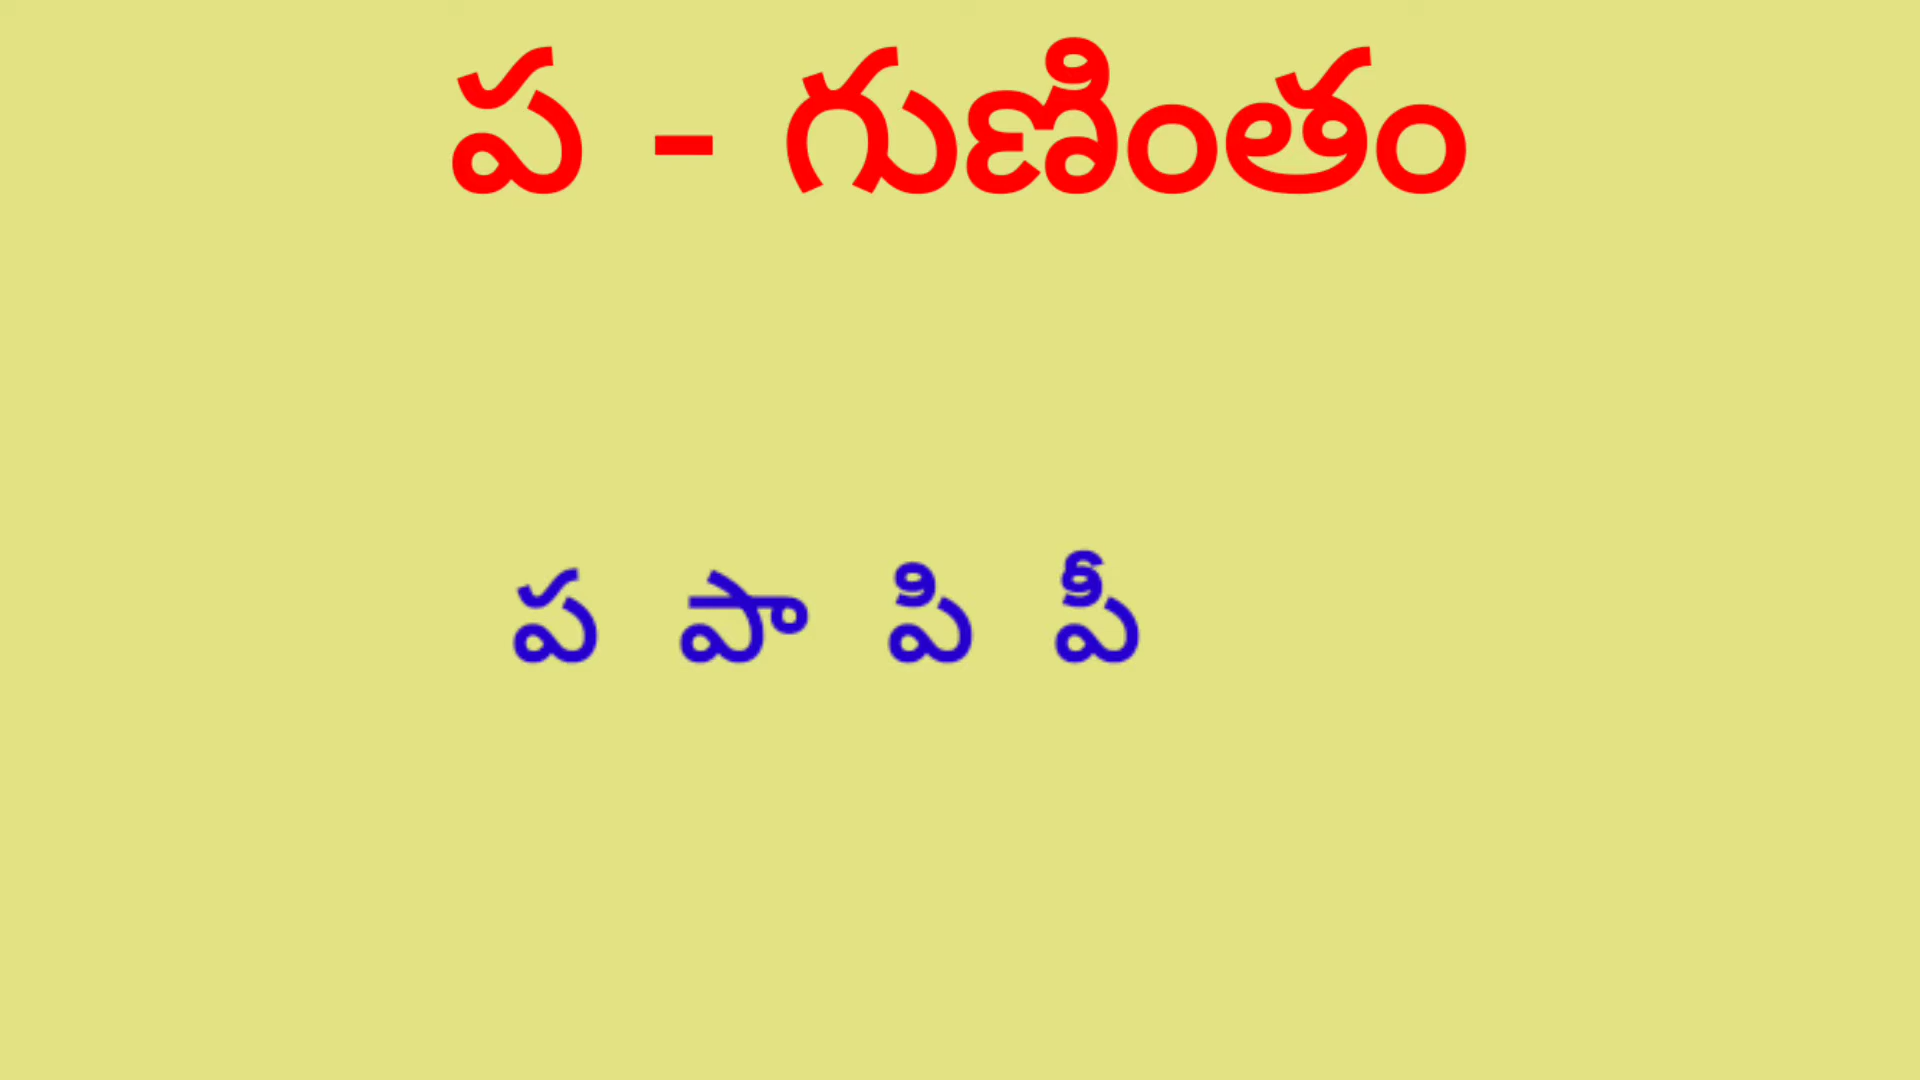 ప - గుణింతం
ప పా పి పీ